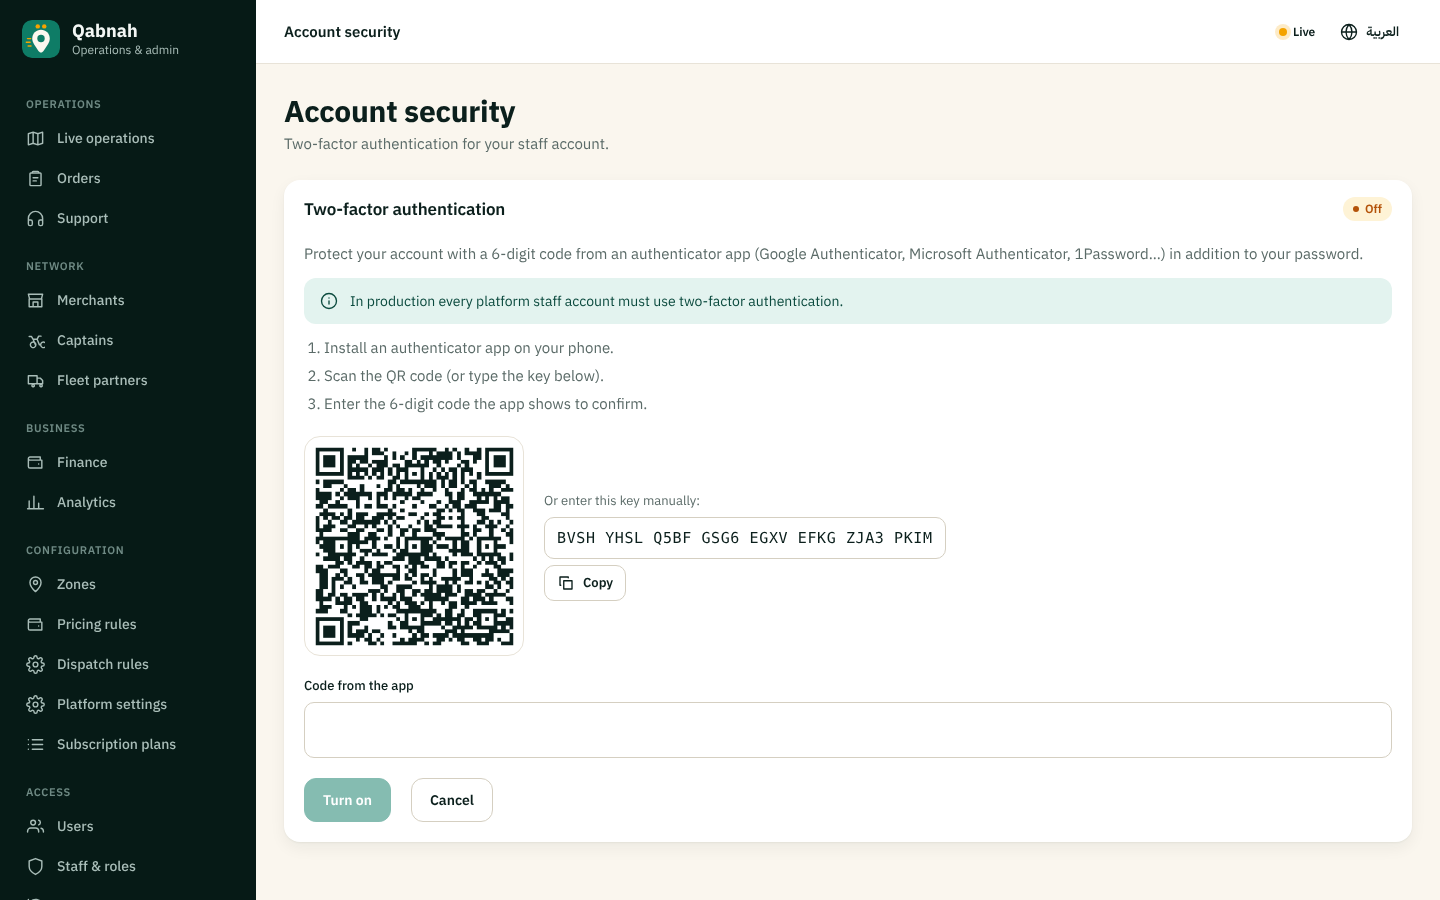 Qabnah
Operations & admin
OPERATIONS
Live operations
Orders
Support
NETWORK
Merchants
Captains
Fleet partners
BUSINESS
Finance
Analytics
CONFIGURATION
Zones
Pricing rules
Dispatch rules
Platform settings
Subscription plans
ACCESS
Users
Staff & roles
Account security
Live
العربية
Account security
Two-factor authentication for your staff account.
Two-factor authentication
Off
Protect your account with a 6-digit code from an authenticator app (Google Authenticator, Microsoft Authenticator, 1Password…) in addition to your password.
In production every platform staff account must use two-factor authentication.
1. Install an authenticator app on your phone.
2. Scan the QR code (or type the key below).
3. Enter the 6-digit code the app shows to confirm.
Or enter this key manually:
BVSH YHSL Q5BF GSG6 EGXV EFKG ZJA3 PKIM
Copy
Code from the app
Turn on
Cancel